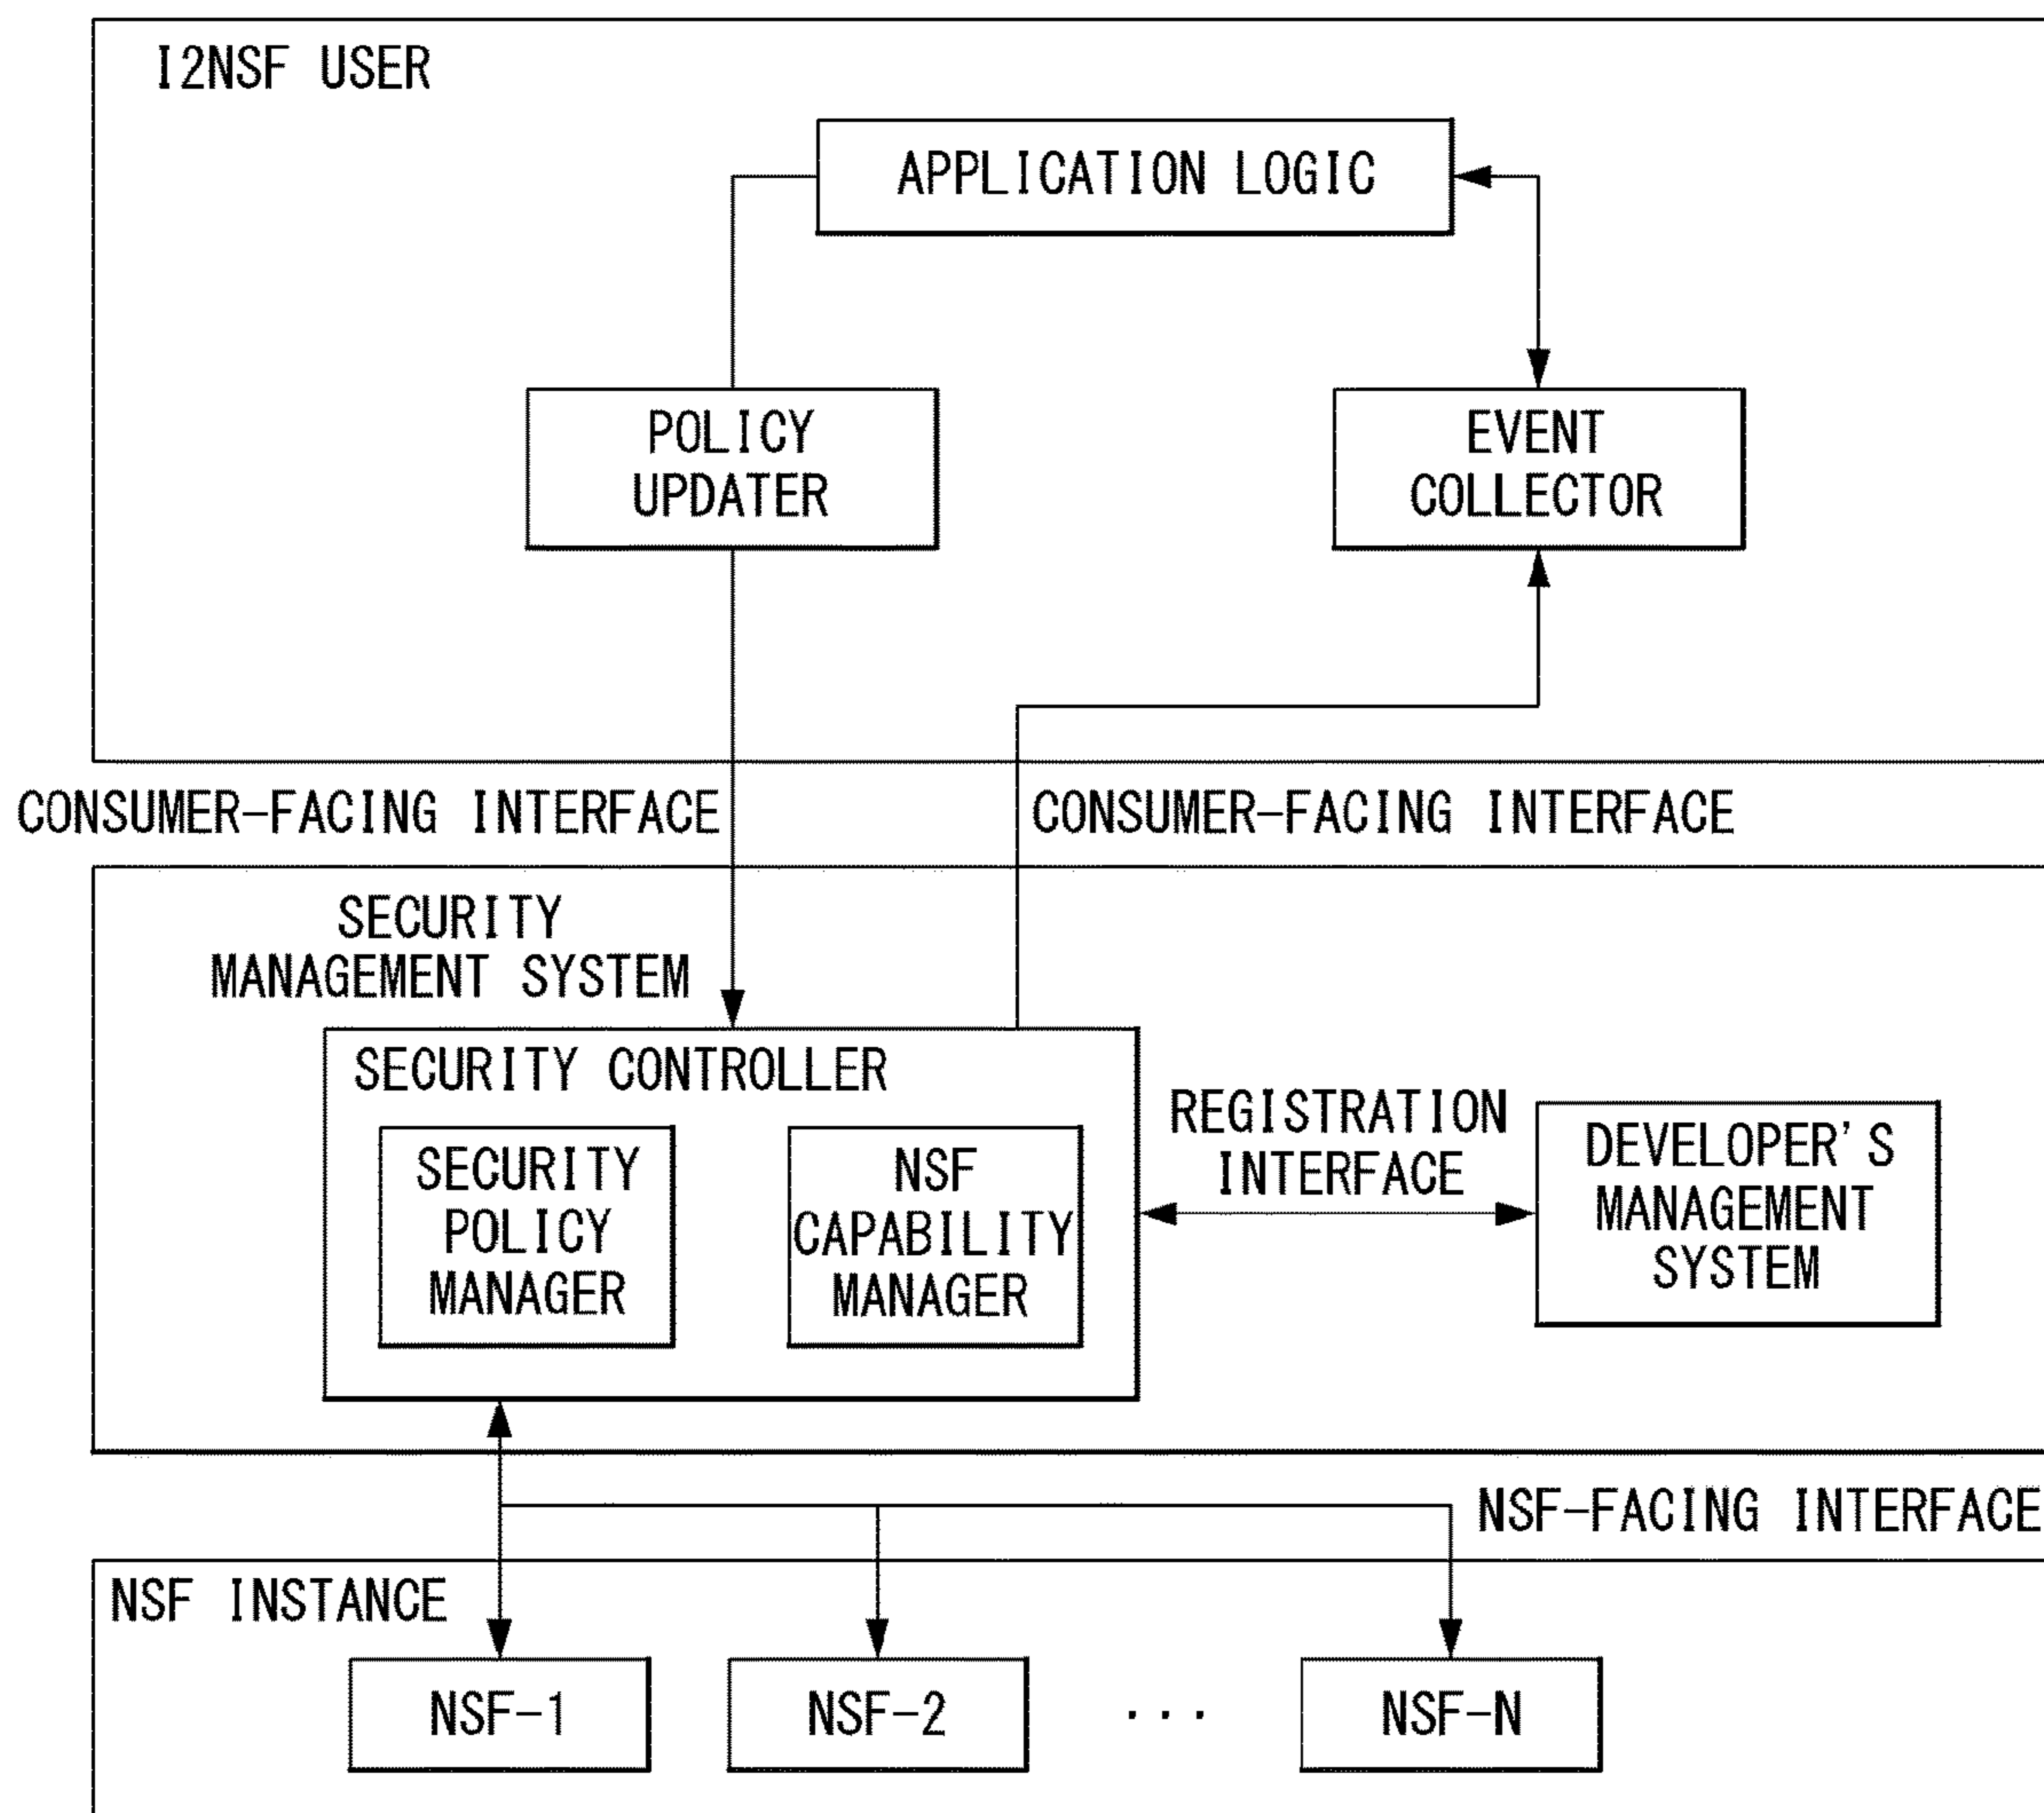 I2NSF USER
APPLICATION LOGIC
POLICY
UPDATER
EVENT
COLLECTOR
CONSUMER-FACING INTERFACE
CONSUMER-FACING INTERFACE
SECURITY
MANAGEMENT SYSTEM
SECURITY CONTROLLER
SECURITY
POLICY
MANAGER
NSF
CAPABILITY
MANAGER
REGISTRATION
INTERFACE
DEVELOPER'S
MANAGEMENT
SYSTEM
NSF-FACING INTERFACE
NSF INSTANCE
NSF-1
NSF-2
...
NSF-N